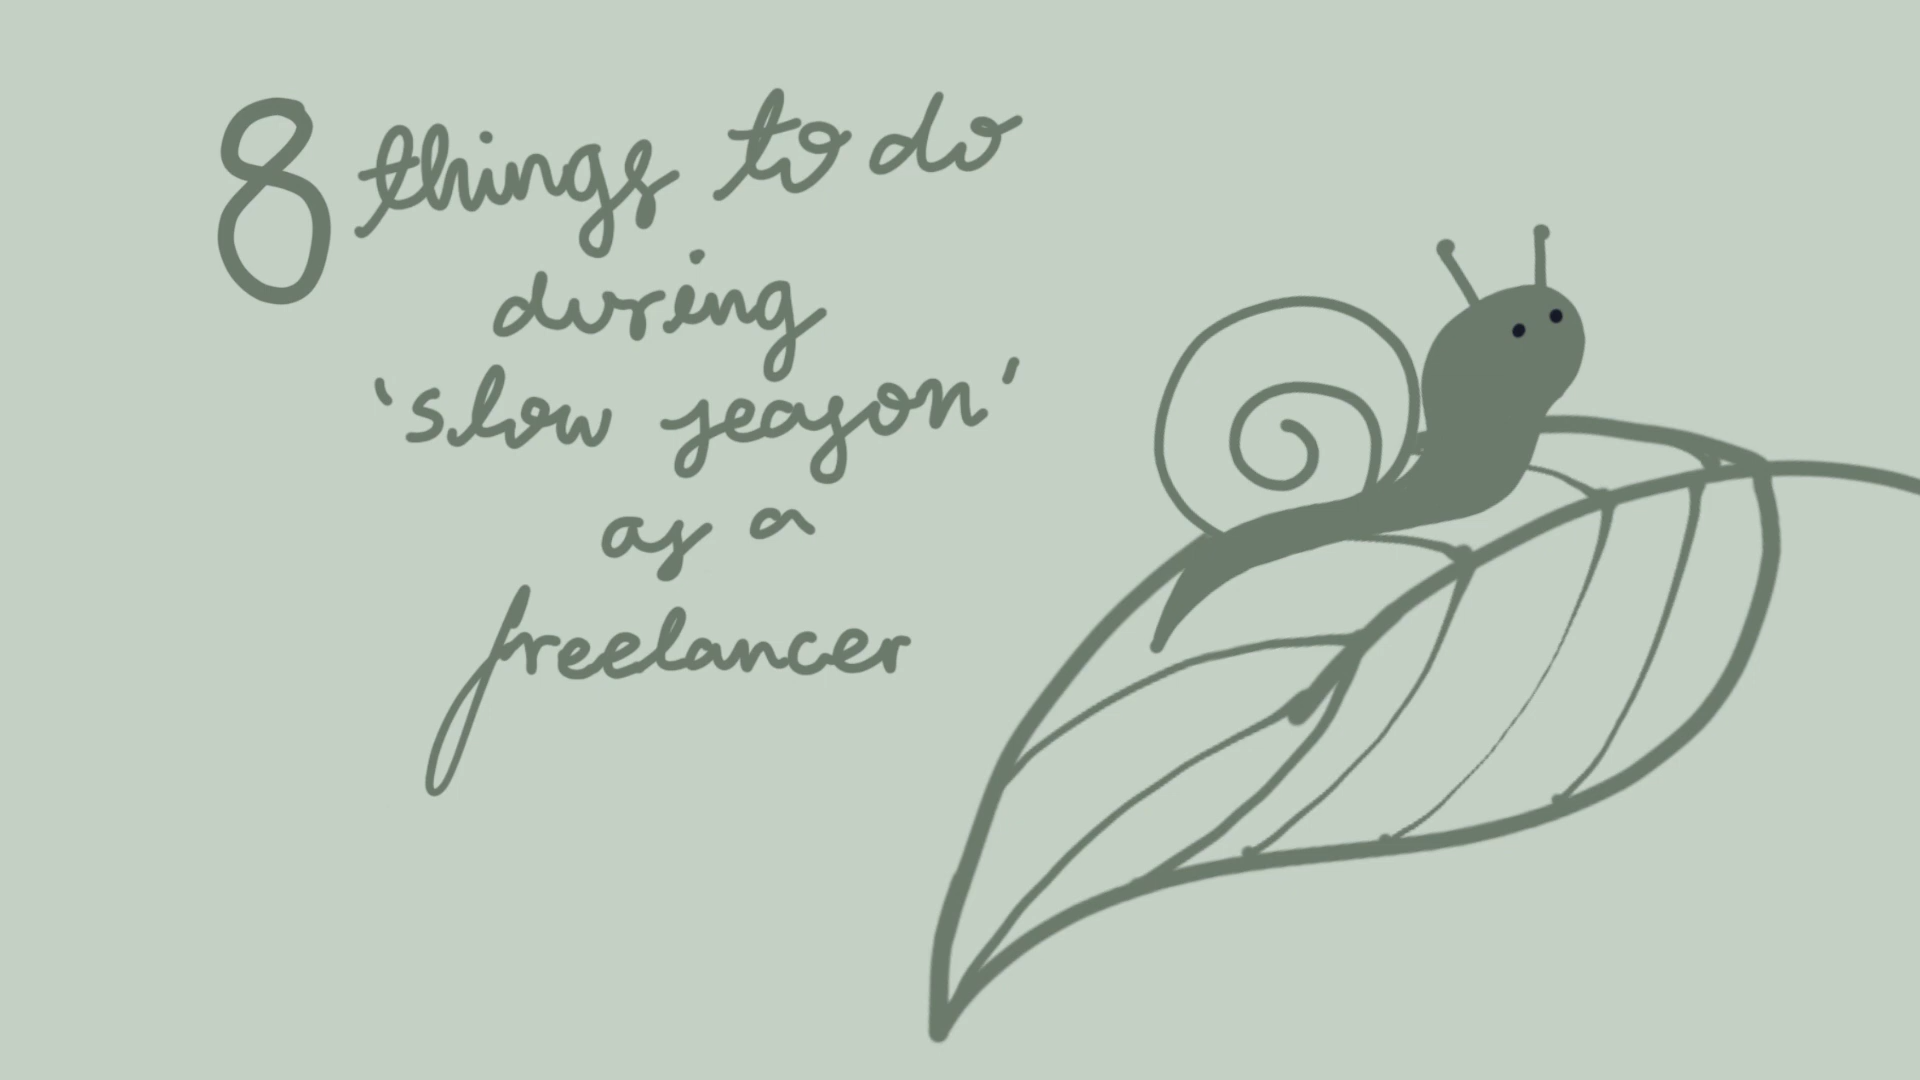 8 things to do
during
'slow season'
as a
freelancer